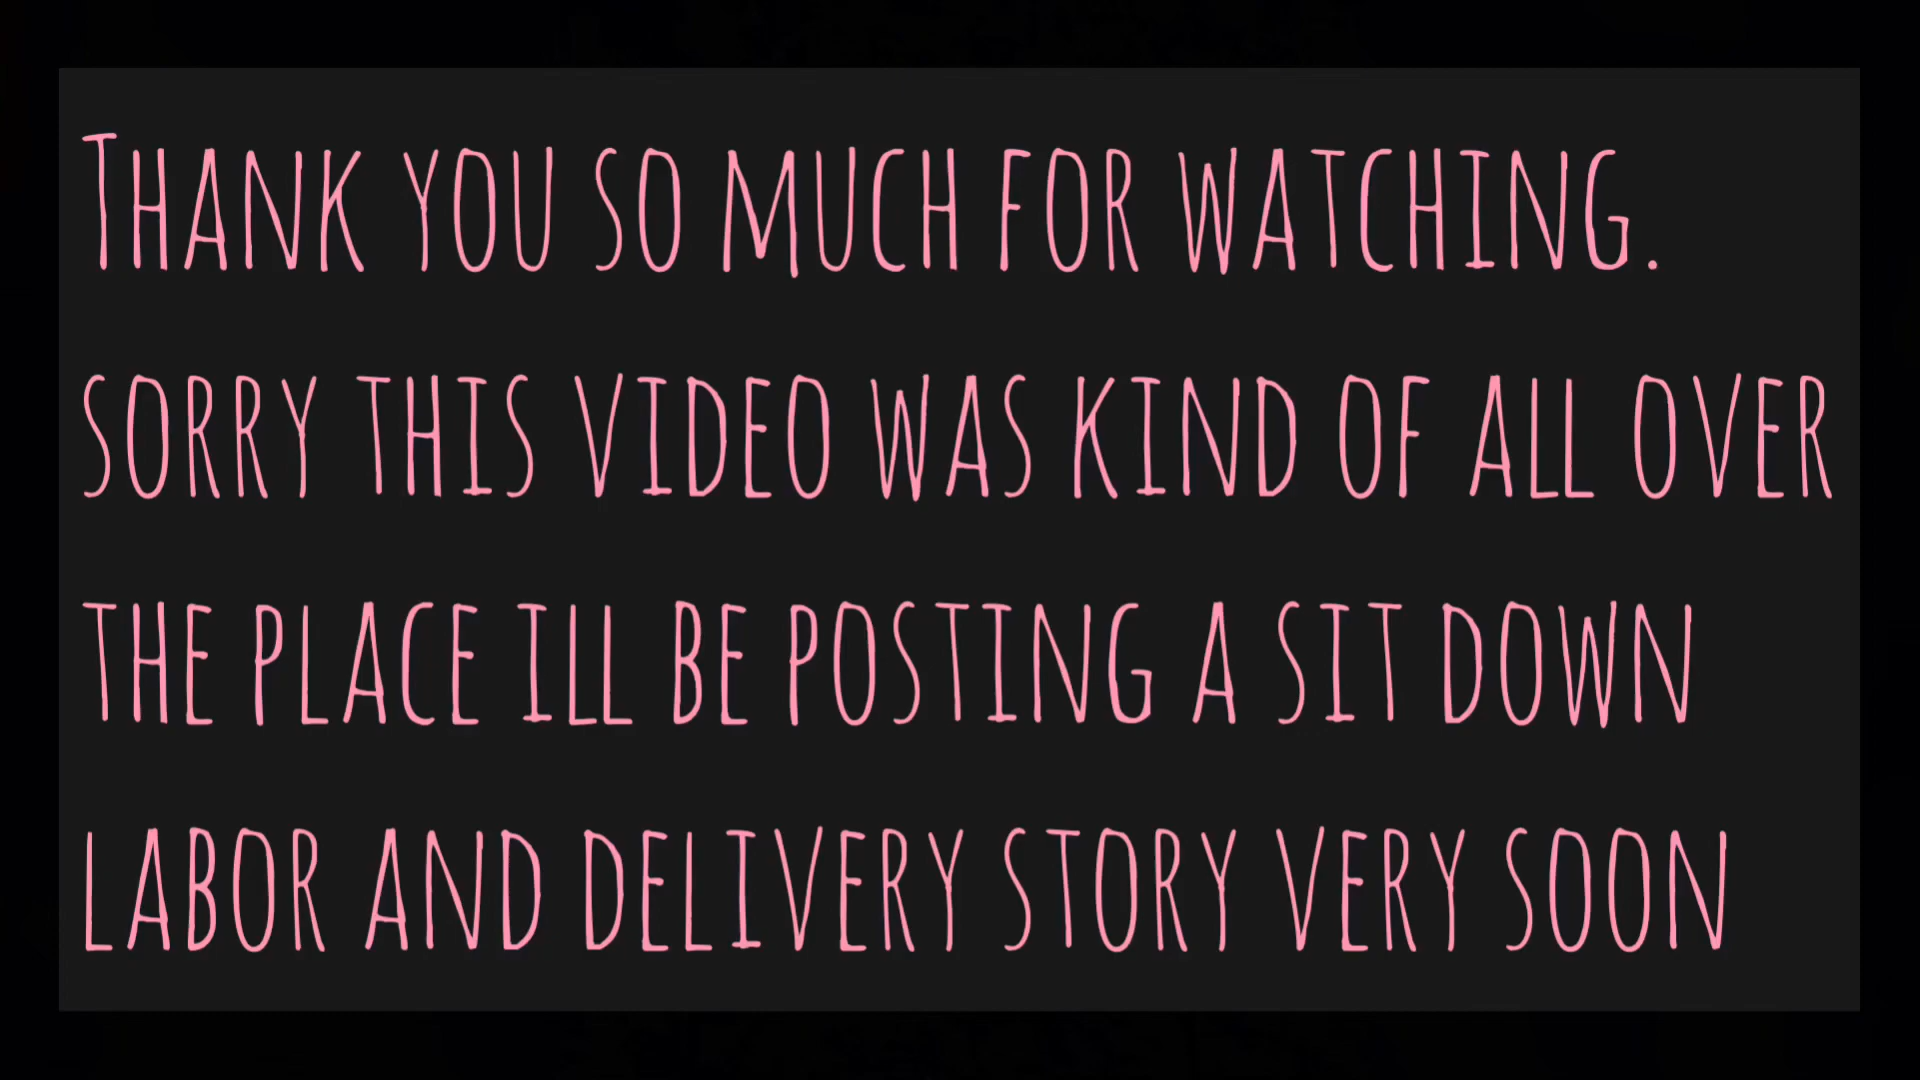 Thank you so much for watching.
sorry this video was kind of all over
the place ill be posting a sit down
labor and delivery story very soon